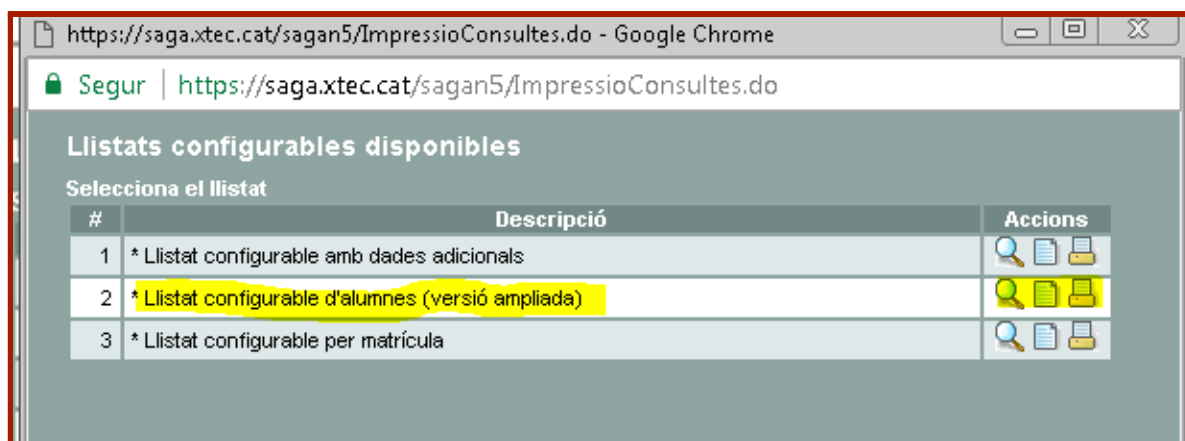 https://saga.xtec.cat/sagan5/ImpressioConsultes.do - Google Chrome
Segur | https://saga.xtec.cat/sagan5/ImpressioConsultes.do
Llistats configurables disponibles
Selecciona el llistat
# Descripció Accions
1 * Llistat configurable amb dades adicionals
2 * Llistat configurable d'alumnes (versió ampliada)
3 * Llistat configurable per matrícula